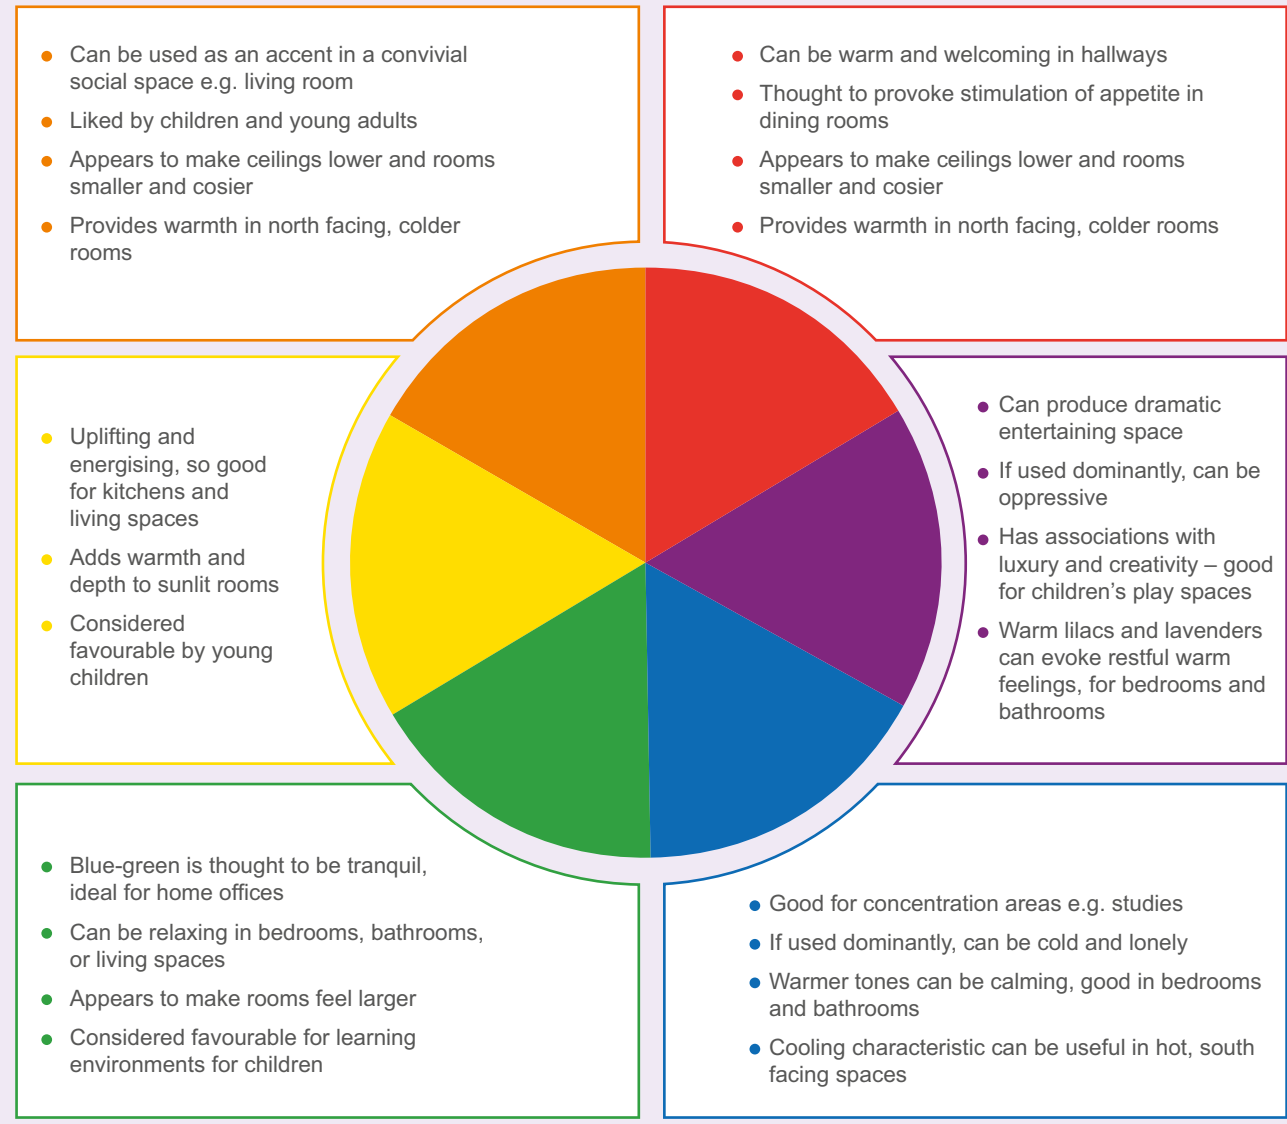 ● Can be used as an accent in a convivial
social space e.g. living room
● Liked by children and young adults
● Appears to make ceilings lower and rooms
smaller and cosier
● Provides warmth in north facing, colder
rooms
● Can be warm and welcoming in hallways
● Thought to provoke stimulation of appetite in
dining rooms
● Appears to make ceilings lower and rooms
smaller and cosier
● Provides warmth in north facing, colder rooms
● Uplifting and
energising, so good
for kitchens and
living spaces
● Adds warmth and
depth to sunlit rooms
● Considered
favourable by young
children
● Can produce dramatic
entertaining space
● If used dominantly, can be
oppressive
● Has associations with
luxury and creativity – good
for children’s play spaces
● Warm lilacs and lavenders
can evoke restful warm
feelings, for bedrooms and
bathrooms
● Blue-green is thought to be tranquil,
ideal for home offices
● Can be relaxing in bedrooms, bathrooms,
or living spaces
● Appears to make rooms feel larger
● Considered favourable for learning
environments for children
● Good for concentration areas e.g. studies
● If used dominantly, can be cold and lonely
● Warmer tones can be calming, good in bedrooms
and bathrooms
● Cooling characteristic can be useful in hot, south
facing spaces